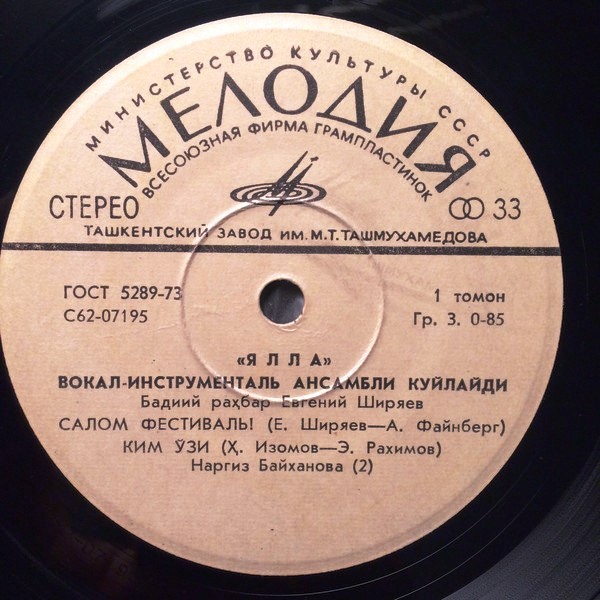 МИНИСТЕРСТВО КУЛЬТУРЫ СССР
МЕЛОДИЯ
ВСЕСОЮЗНАЯ ФИРМА ГРАМПЛАСТИНОК
СТЕРЕО 33
ТАШКЕНТСКИЙ ЗАВОД ИМ. М.Т. ТАШМУХАМЕДОВА
ГОСТ 5289-73 1 томон
С62-07195 Гр. 3. 0-85
«ЯЛЛА»
ВОКАЛ-ИНСТРУМЕНТАЛЬ АНСАМБЛИ КУЙЛАЙДИ
Бадиий раҳбар Евгений Ширяев
САЛОМ ФЕСТИВАЛЬ! (Е. Ширяев—А. Файнберг)
КИМ ЎЗИ (Ҳ. Изомов—Э. Рахимов)
Наргиз Байханова (2)